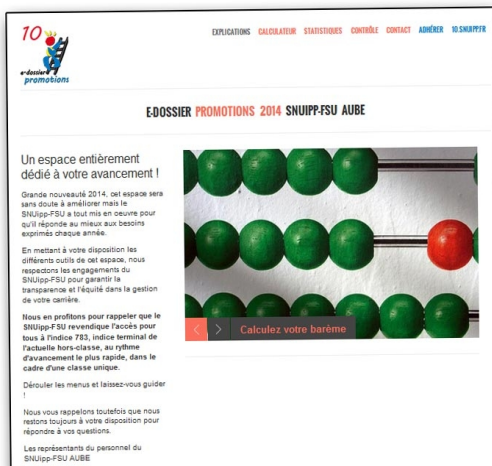 10
e-dossier
promotions
EXPLICATIONS CALCULATEUR STATISTIQUES CONTRÔLE CONTACT ADHÉRER 10.SNUIPP.FR
E-DOSSIER PROMOTIONS 2014 SNUIPP-FSU AUBE
Un espace entièrement
dédié à votre avancement !
Grande nouveauté 2014, cet espace sera
sans doute à améliorer mais le
SNUipp-FSU a tout mis en oeuvre pour
qu'il réponde au mieux aux besoins
exprimés chaque année.
En mettant à votre disposition les
différents outils de cet espace, nous
respectons les engagements du
SNUipp-FSU pour garantir la
transparence et l'équité dans la gestion
de votre carrière.
Nous en profitons pour rappeler que le
SNUipp-FSU revendique l'accès pour
tous à l'indice 783, indice terminal de
l'actuelle hors-classe, au rythme
d'avancement le plus rapide, dans le
cadre d'une classe unique.
Dérouler les menus et laissez-vous guider
!
Nous vous rappelons toutefois que nous
restons toujours à votre disposition pour
répondre à vos questions.
Les représentants du personnel du
SNUipp-FSU AUBE
Calculez votre barème